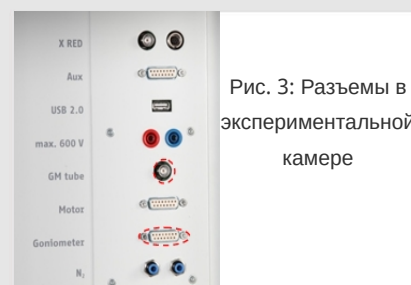 X RED
Aux
USB 2.0
max. 600 V
GM tube
Motor
Goniometer
N₂
Рис. 3: Разъемы в
экспериментальной
камере